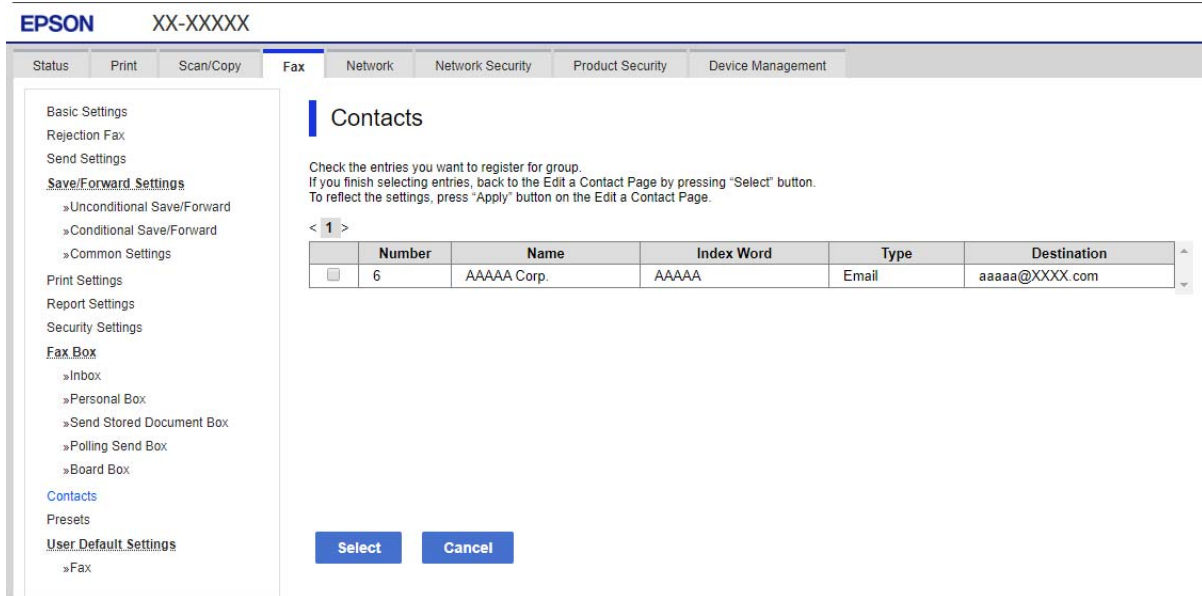 EPSON XX-XXXXX
Status Print Scan/Copy Fax Network Network Security Product Security Device Management
Basic Settings
Rejection Fax
Send Settings
Save/Forward Settings
»Unconditional Save/Forward
»Conditional Save/Forward
»Common Settings
Print Settings
Report Settings
Security Settings
Fax Box
»Inbox
»Personal Box
»Send Stored Document Box
»Polling Send Box
»Board Box
Contacts
Presets
User Default Settings
»Fax
Contacts
Check the entries you want to register for group.
If you finish selecting entries, back to the Edit a Contact Page by pressing “Select” button.
To reflect the settings, press “Apply” button on the Edit a Contact Page.
< 1 >
Number Name Index Word Type Destination
6 AAAAA Corp. AAAAA Email aaaaa@XXXX.com
Select Cancel